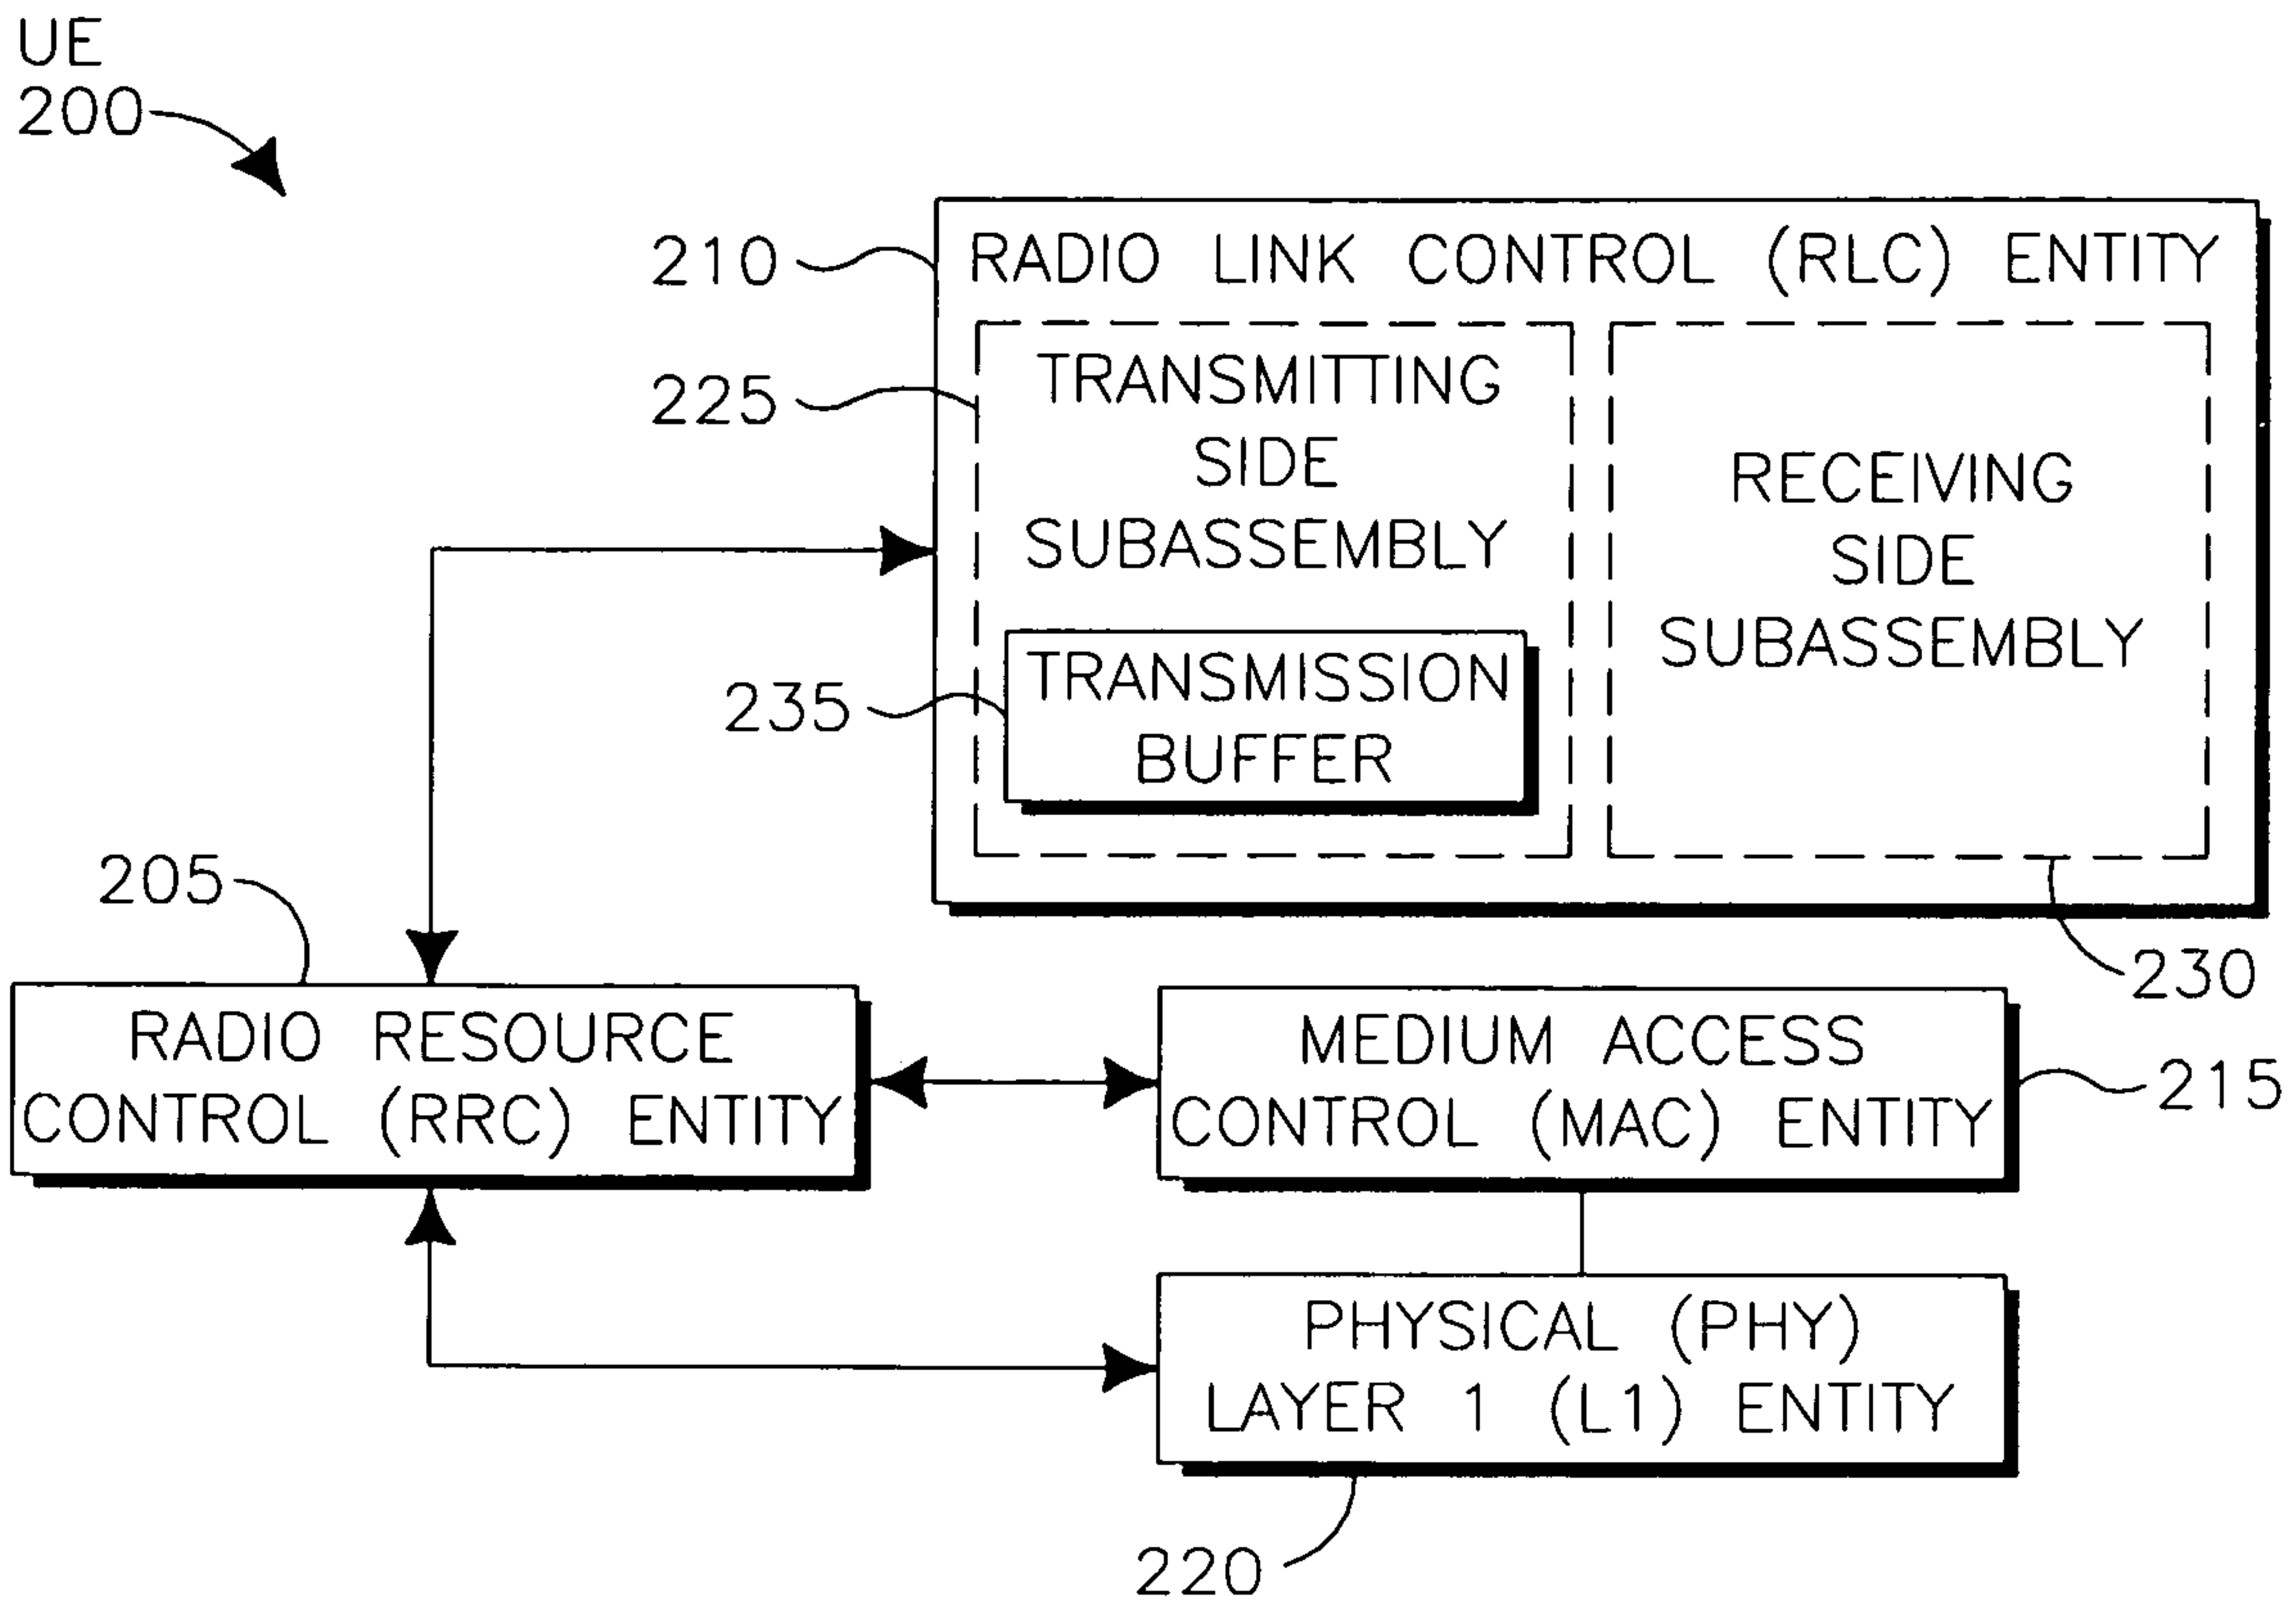 UE
200
210
RADIO LINK CONTROL (RLC) ENTITY
225
TRANSMITTING
SIDE
SUBASSEMBLY
RECEIVING
SIDE
SUBASSEMBLY
235
TRANSMISSION
BUFFER
205
230
RADIO RESOURCE
CONTROL (RRC) ENTITY
MEDIUM ACCESS
CONTROL (MAC) ENTITY
215
PHYSICAL (PHY)
LAYER 1 (L1) ENTITY
220